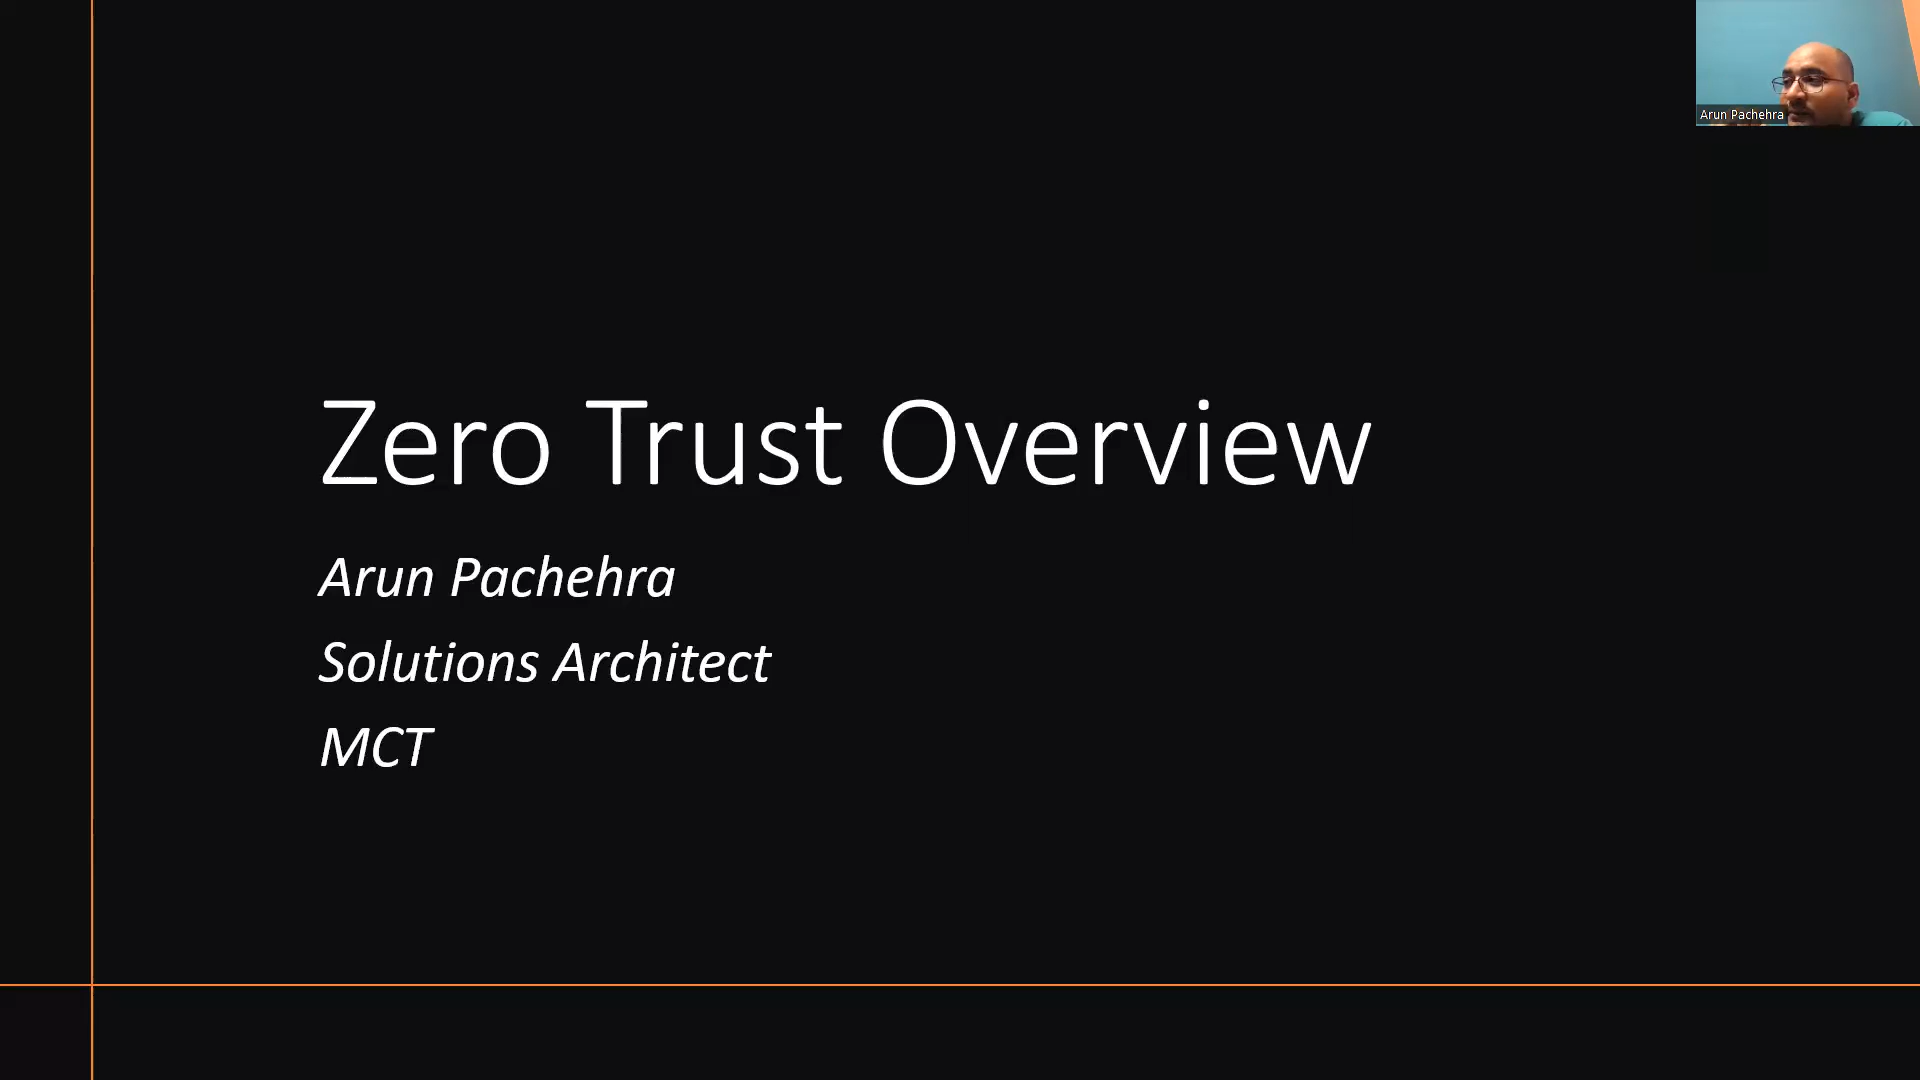 Arun Pachehra
Zero Trust Overview
Arun Pachehra
Solutions Architect
MCT